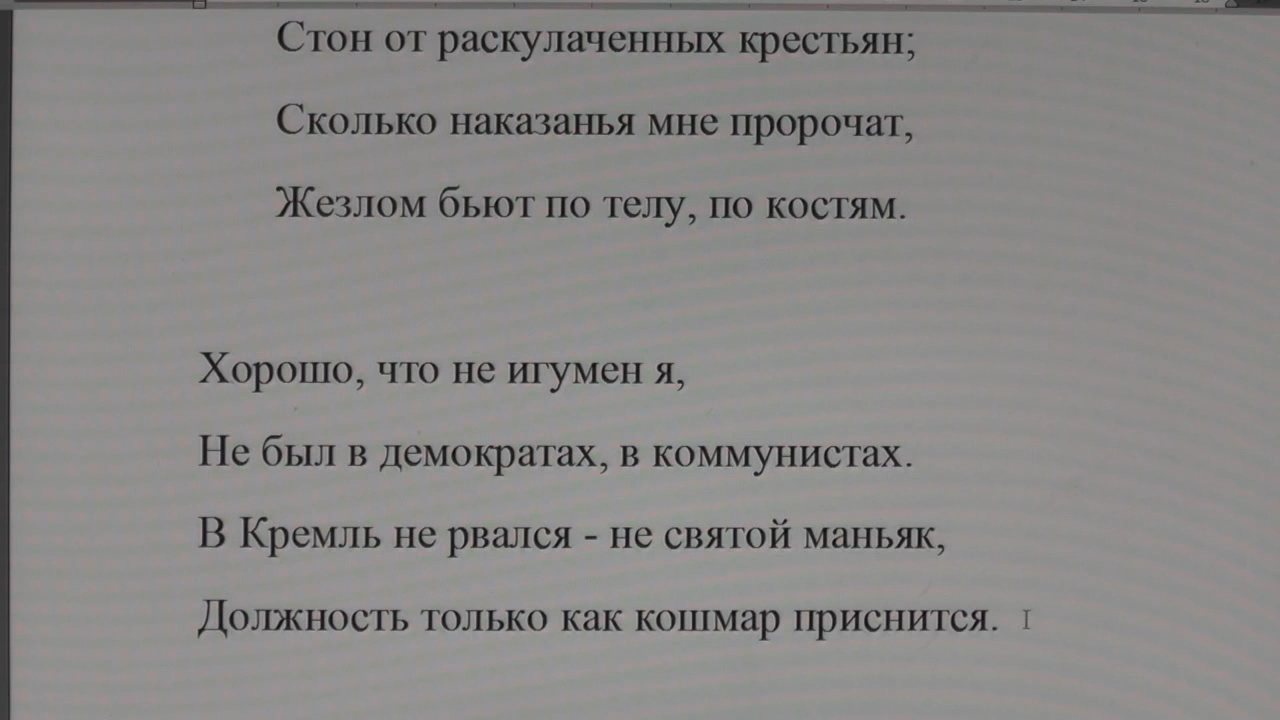 Стон от раскулаченных крестьян;
Сколько наказанья мне пророчат,
Жезлом бьют по телу, по костям.
Хорошо, что не игумен я,
Не был в демократах, в коммунистах.
В Кремль не рвался - не святой маньяк,
Должность только как кошмар приснится.